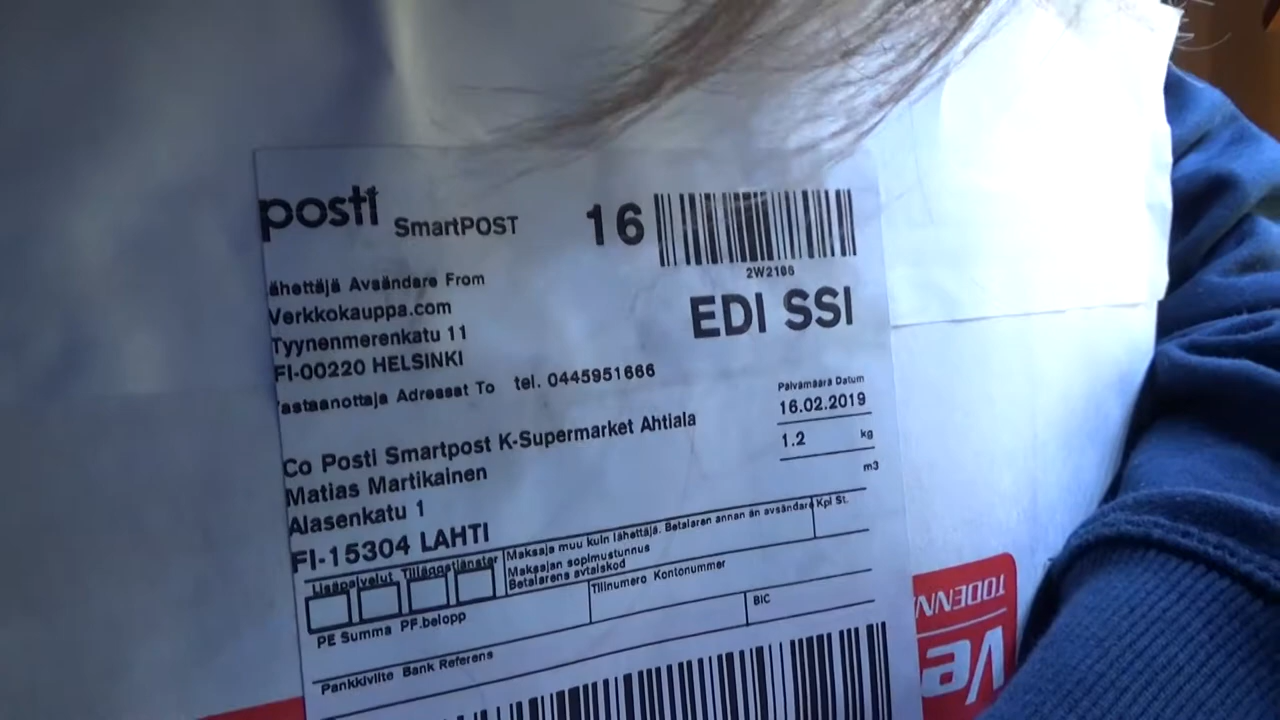 posti SmartPOST 16
2W2106
EDI SSI
ähettäjä Avsändare From
Verkkokauppa.com
Tyynenmerenkatu 11
FI-00220 HELSINKI
astaanottaja Adressat To tel. 0445951666
Päivämäärä Datum
16.02.2019
1.2 kg
m3
Co Posti Smartpost K-Supermarket Ahtiala
Matias Martikainen
Alasenkatu 1
FI-15304 LAHTI
Lisäpalvelut Tilläggstjänster
Maksaja muu kuin lähettäjä. Betalaren annan än avsändare
Kpl St.
Maksajan sopimustunnus
Betalarens avtalskod
PE Summa PF.belopp
Tilinumero Kontonummer
BIC
Pankkiviite Bank Referens
TODENN
Ve